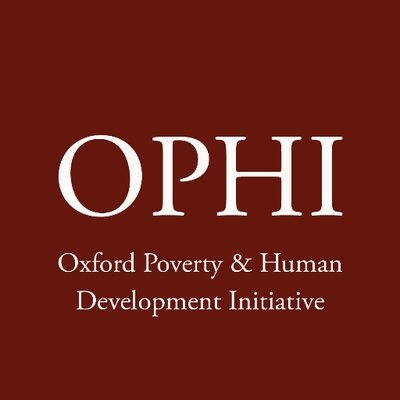 OPHI
Oxford Poverty & Human
Development Initiative